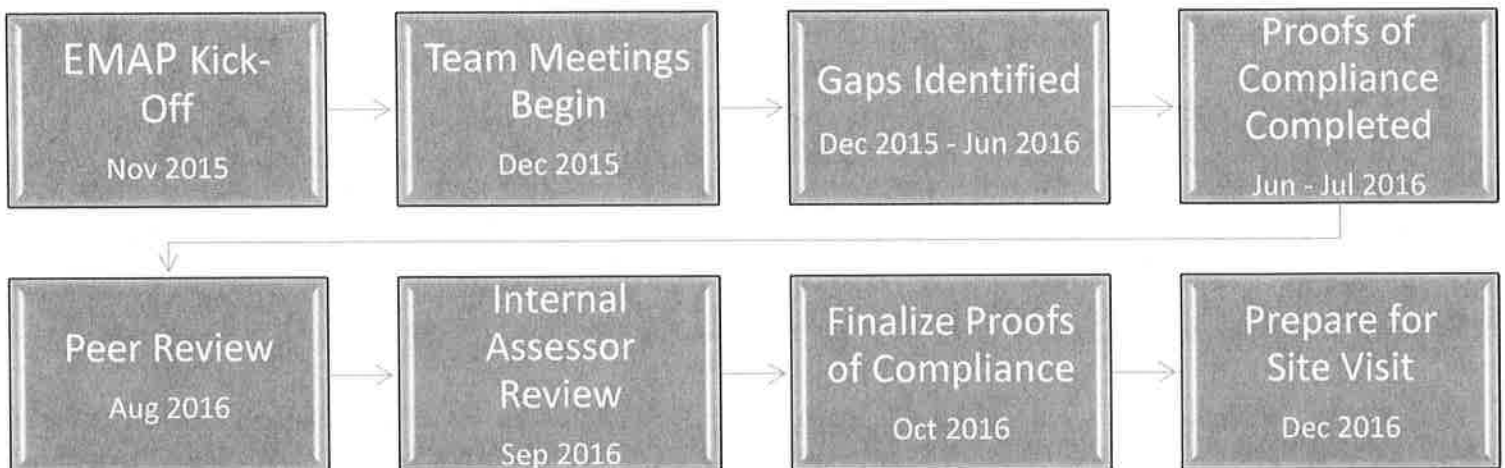 EMAP Kick-
Off
Nov 2015
Team Meetings
Begin
Dec 2015
Gaps Identified
Dec 2015 - Jun 2016
Proofs of
Compliance
Completed
Jun - Jul 2016
Peer Review
Aug 2016
Internal
Assessor
Review
Sep 2016
Finalize Proofs
of Compliance
Oct 2016
Prepare for
Site Visit
Dec 2016